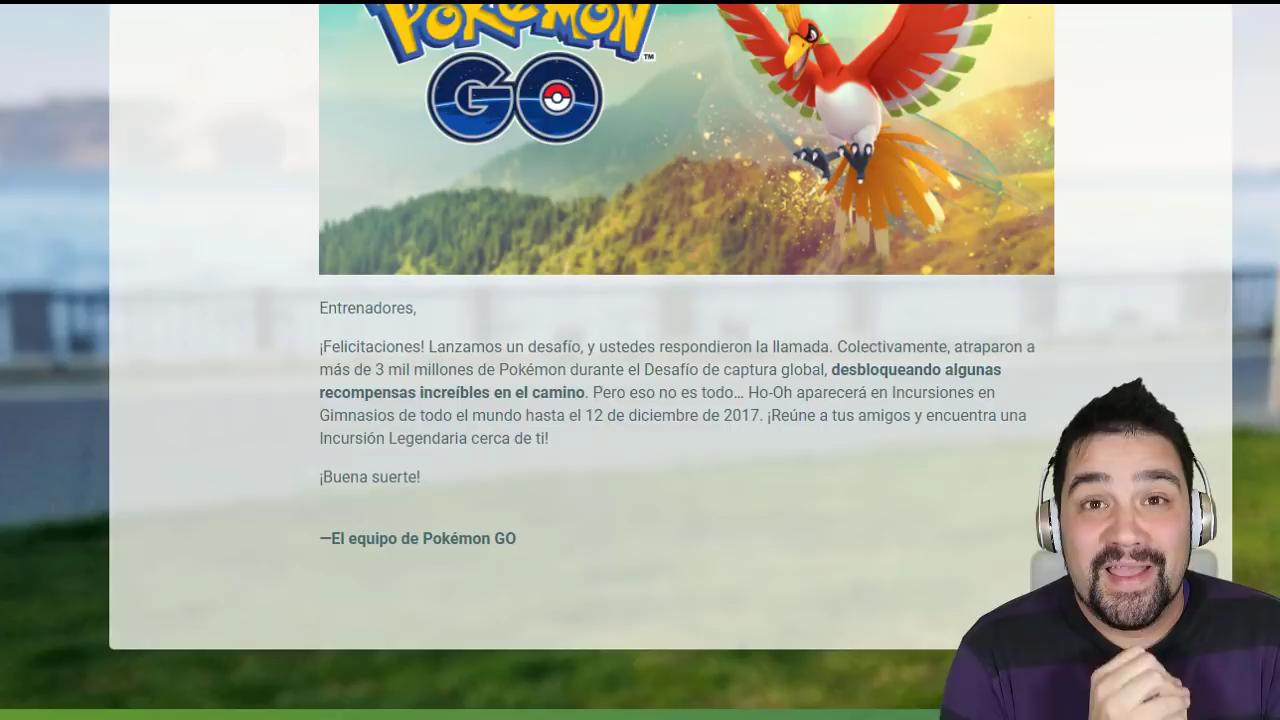 POKÉMON
GO
TM
Entrenadores,
¡Felicitaciones! Lanzamos un desafío, y ustedes respondieron la llamada. Colectivamente, atraparon a
más de 3 mil millones de Pokémon durante el Desafío de captura global, desbloqueando algunas
recompensas increíbles en el camino. Pero eso no es todo… Ho-Oh aparecerá en Incursiones en
Gimnasios de todo el mundo hasta el 12 de diciembre de 2017. ¡Reúne a tus amigos y encuentra una
Incursión Legendaria cerca de ti!
¡Buena suerte!
—El equipo de Pokémon GO